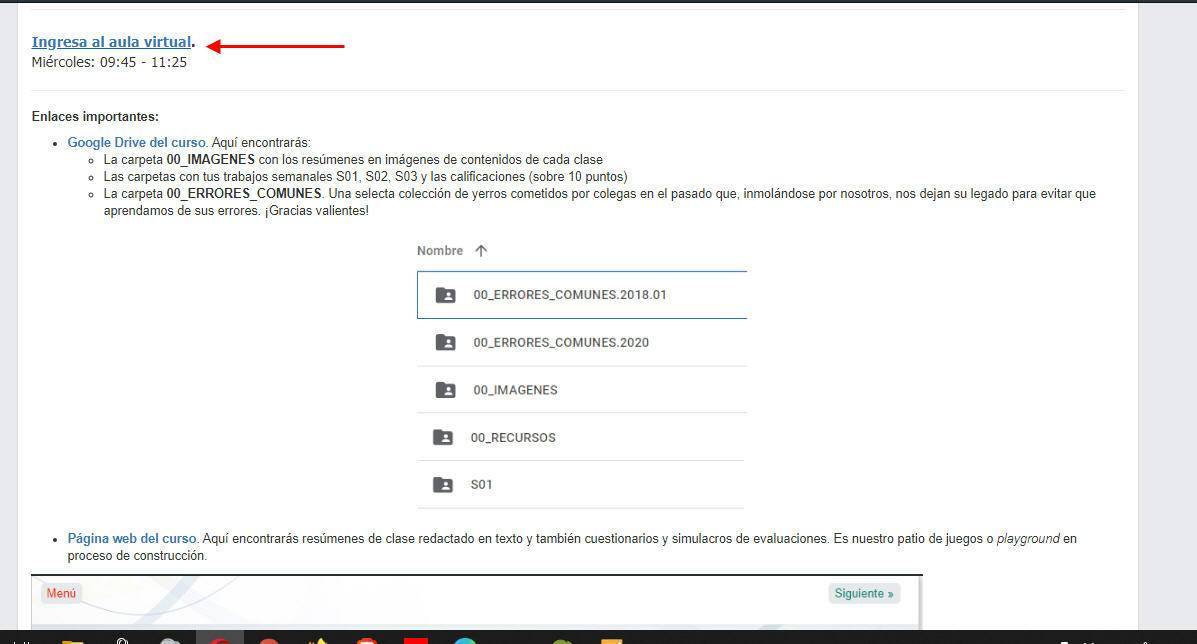 Ingresa al aula virtual.
Miércoles: 09:45 - 11:25
Enlaces importantes:
Google Drive del curso. Aquí encontrarás:
La carpeta 00_IMAGENES con los resúmenes en imágenes de contenidos de cada clase
Las carpetas con tus trabajos semanales S01, S02, S03 y las calificaciones (sobre 10 puntos)
La carpeta 00_ERRORES_COMUNES. Una selecta colección de yerros cometidos por colegas en el pasado que, inmolándose por nosotros, nos dejan su legado para evitar que
aprendamos de sus errores. ¡Gracias valientes!
Nombre
00_ERRORES_COMUNES.2018.01
00_ERRORES_COMUNES.2020
00_IMAGENES
00_RECURSOS
S01
Página web del curso. Aquí encontrarás resúmenes de clase redactado en texto y también cuestionarios y simulacros de evaluaciones. Es nuestro patio de juegos o playground en
proceso de construcción.
Menú
Siguiente »